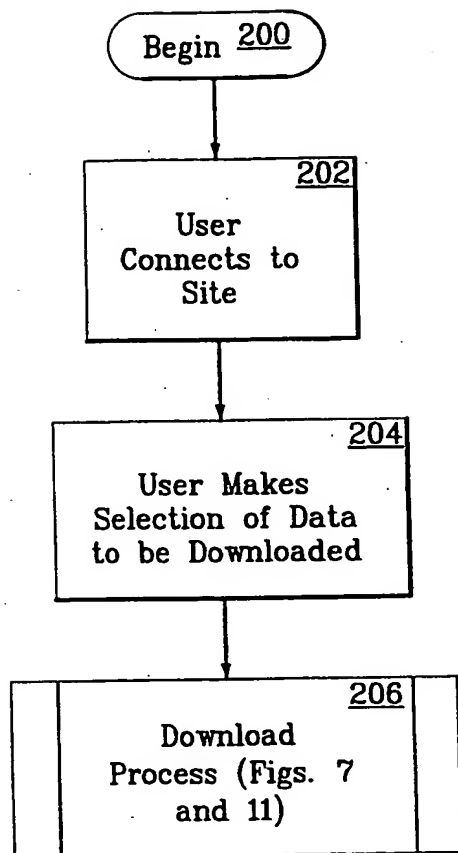 Begin 200
202
User
Connects to
Site
204
User Makes
Selection of Data
to be Downloaded
206
Download
Process (Figs. 7
and 11)